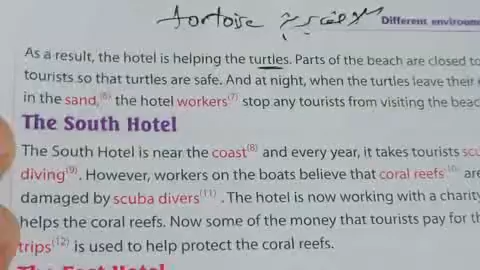 tortoise
Different environme
As a result, the hotel is helping the turtles. Parts of the beach are closed to
tourists so that turtles are safe. And at night, when the turtles leave their
in the sand,(6) the hotel workers(7) stop any tourists from visiting the beac
The South Hotel
The South Hotel is near the coast(8) and every year, it takes tourists scu
diving(9). However, workers on the boats believe that coral reefs(10) are
damaged by scuba divers(11). The hotel is now working with a charity
helps the coral reefs. Now some of the money that tourists pay for th
trips(12) is used to help protect the coral reefs.
The East Hotel